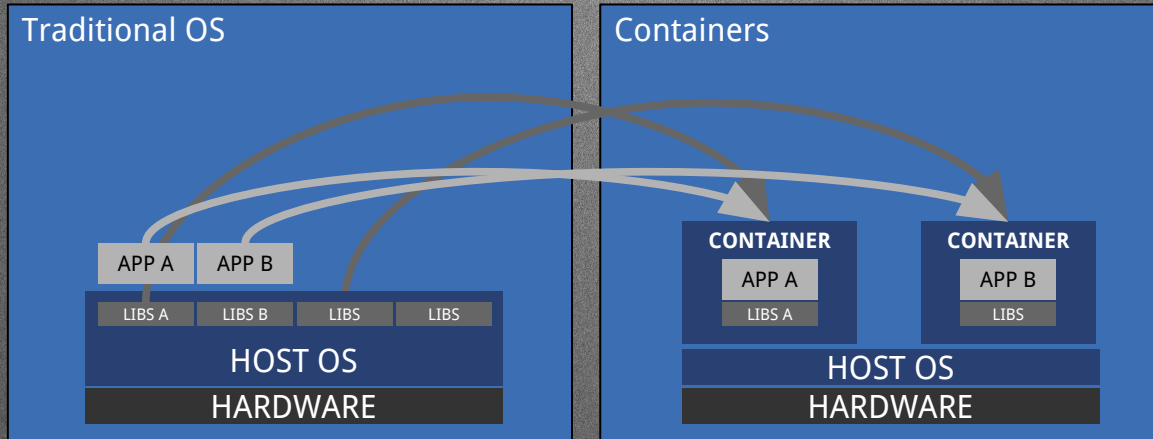 Traditional OS
APP A
APP B
LIBS A
LIBS B
LIBS
LIBS
HOST OS
HARDWARE
Containers
CONTAINER
APP A
LIBS A
CONTAINER
APP B
LIBS
HOST OS
HARDWARE